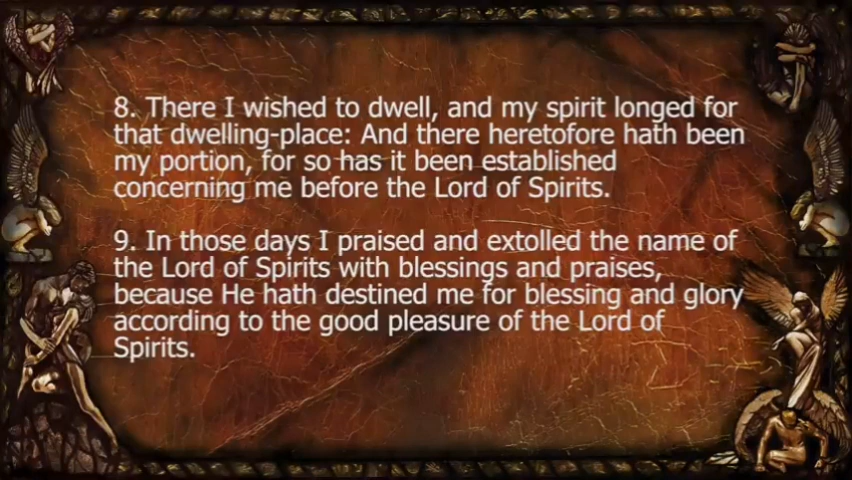 8. There I wished to dwell, and my spirit longed for
that dwelling-place: And there heretofore hath been
my portion, for so has it been established
concerning me before the Lord of Spirits.
9. In those days I praised and extolled the name of
the Lord of Spirits with blessings and praises,
because He hath destined me for blessing and glory
according to the good pleasure of the Lord of
Spirits.